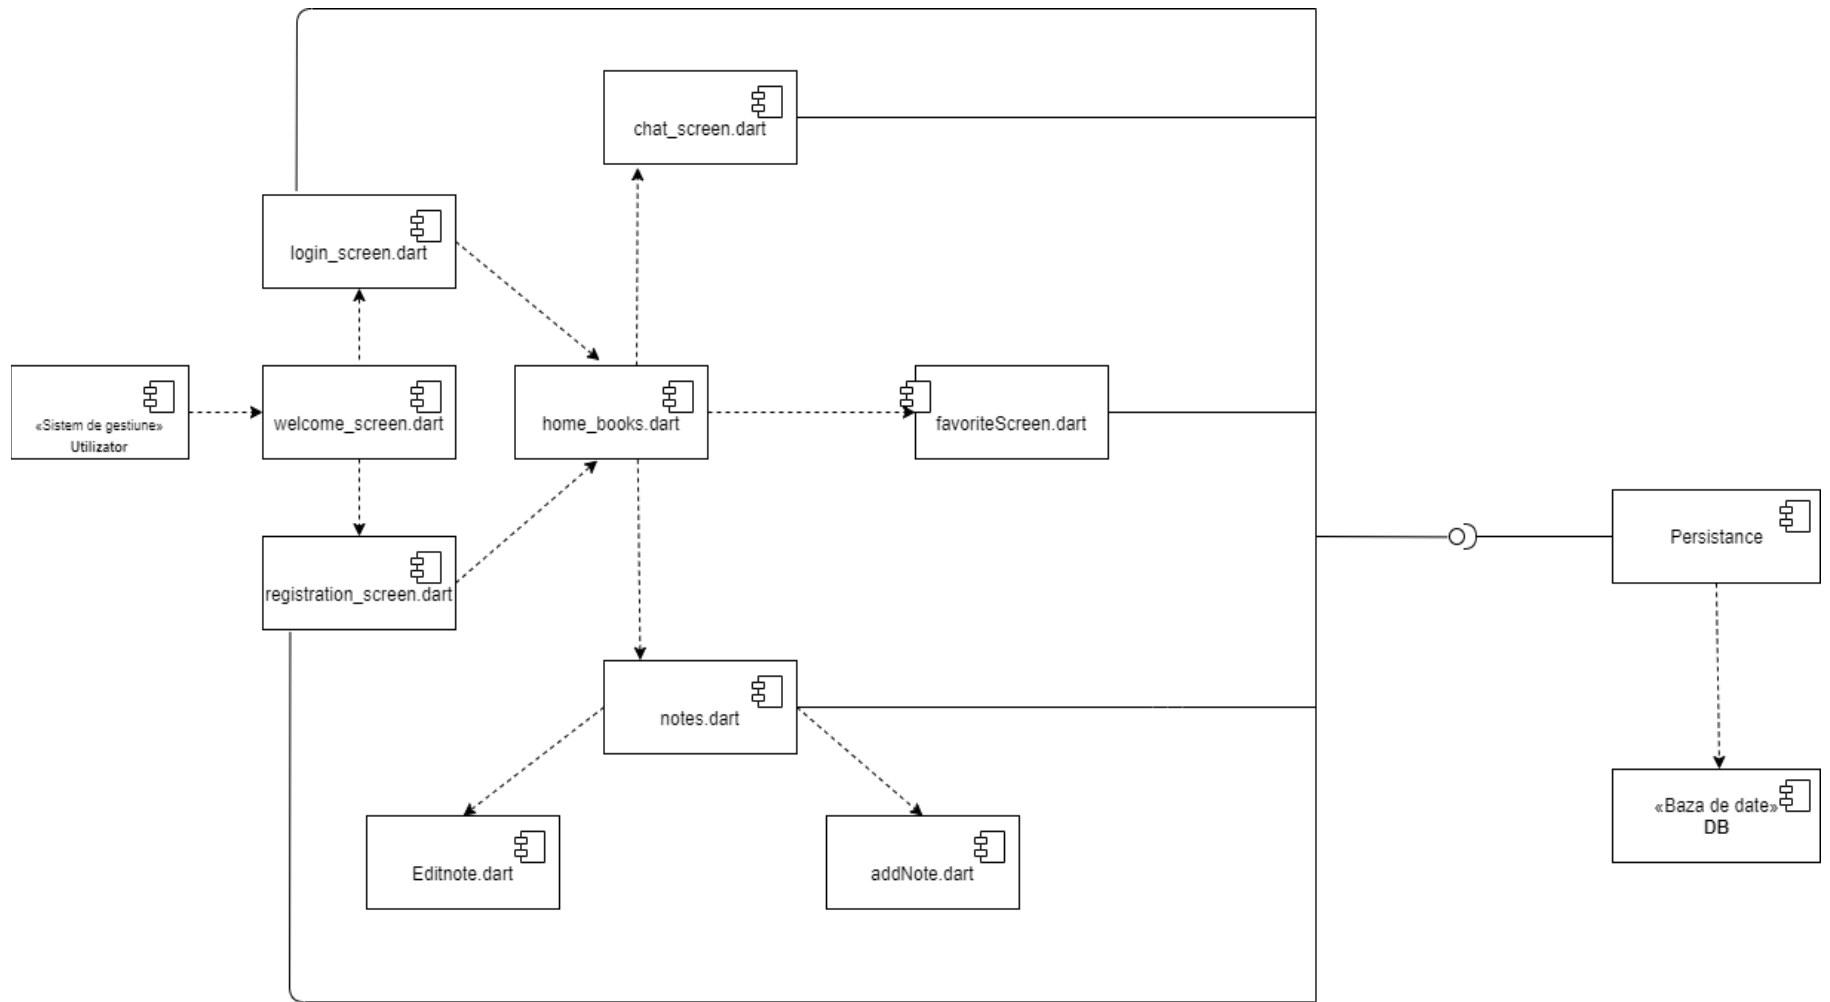 chat_screen.dart
login_screen.dart
«Sistem de gestiune»
Utilizator
welcome_screen.dart
home_books.dart
favoriteScreen.dart
registration_screen.dart
Persistance
notes.dart
Editnote.dart
addNote.dart
«Baza de date»
DB